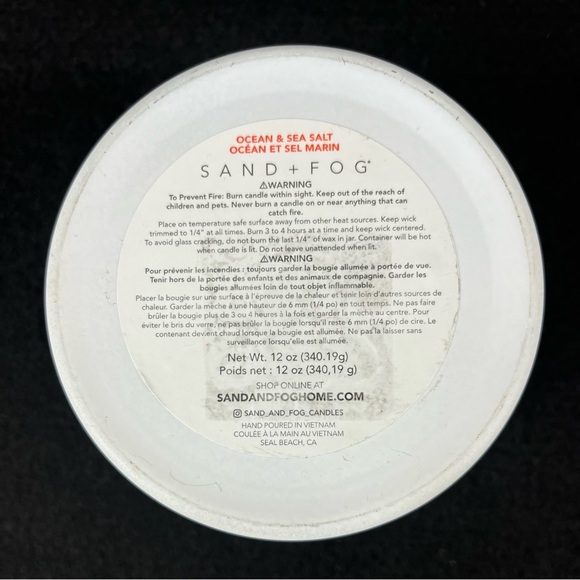 OCEAN & SEA SALT
OCÉAN ET SEL MARIN
SAND + FOG®
⚠WARNING
To Prevent Fire: Burn candle within sight. Keep out of the reach of
children and pets. Never burn a candle on or near anything that can
catch fire.
Place on temperature safe surface away from other heat sources. Keep wick
trimmed to 1/4" at all times. Burn 3 to 4 hours at a time and keep wick centered.
To avoid glass cracking, do not burn the last 1/4" of wax in jar. Container will be hot
when candle is lit. Do not leave unattended when lit.
⚠WARNING
Pour prévenir les incendies : toujours garder la bougie allumée à portée de vue.
Tenir hors de la portée des enfants et des animaux de compagnie. Garder les
bougies allumées loin de tout objet inflammable.
Placer la bougie sur une surface à l'épreuve de la chaleur et tenir loin d'autres sources de
chaleur. Garder la mèche à une hauteur de 6 mm (1/4 po) en tout temps. Ne pas faire
brûler la bougie plus de 3 ou 4 heures à la fois et garder la mèche au centre. Pour
éviter le bris du verre, ne pas brûler la bougie lorsqu'il reste 6 mm (1/4 po) de cire. Le
contenant devient chaud lorsque la bougie est allumée. Ne pas la laisser sans
surveillance lorsqu'elle est allumée.
Net Wt. 12 oz (340.19g)
Poids net : 12 oz (340,19 g)
SHOP ONLINE AT
SANDANDFOGHOME.COM
SAND_AND_FOG_CANDLES
HAND POURED IN VIETNAM
COULÉE À LA MAIN AU VIETNAM
SEAL BEACH, CA